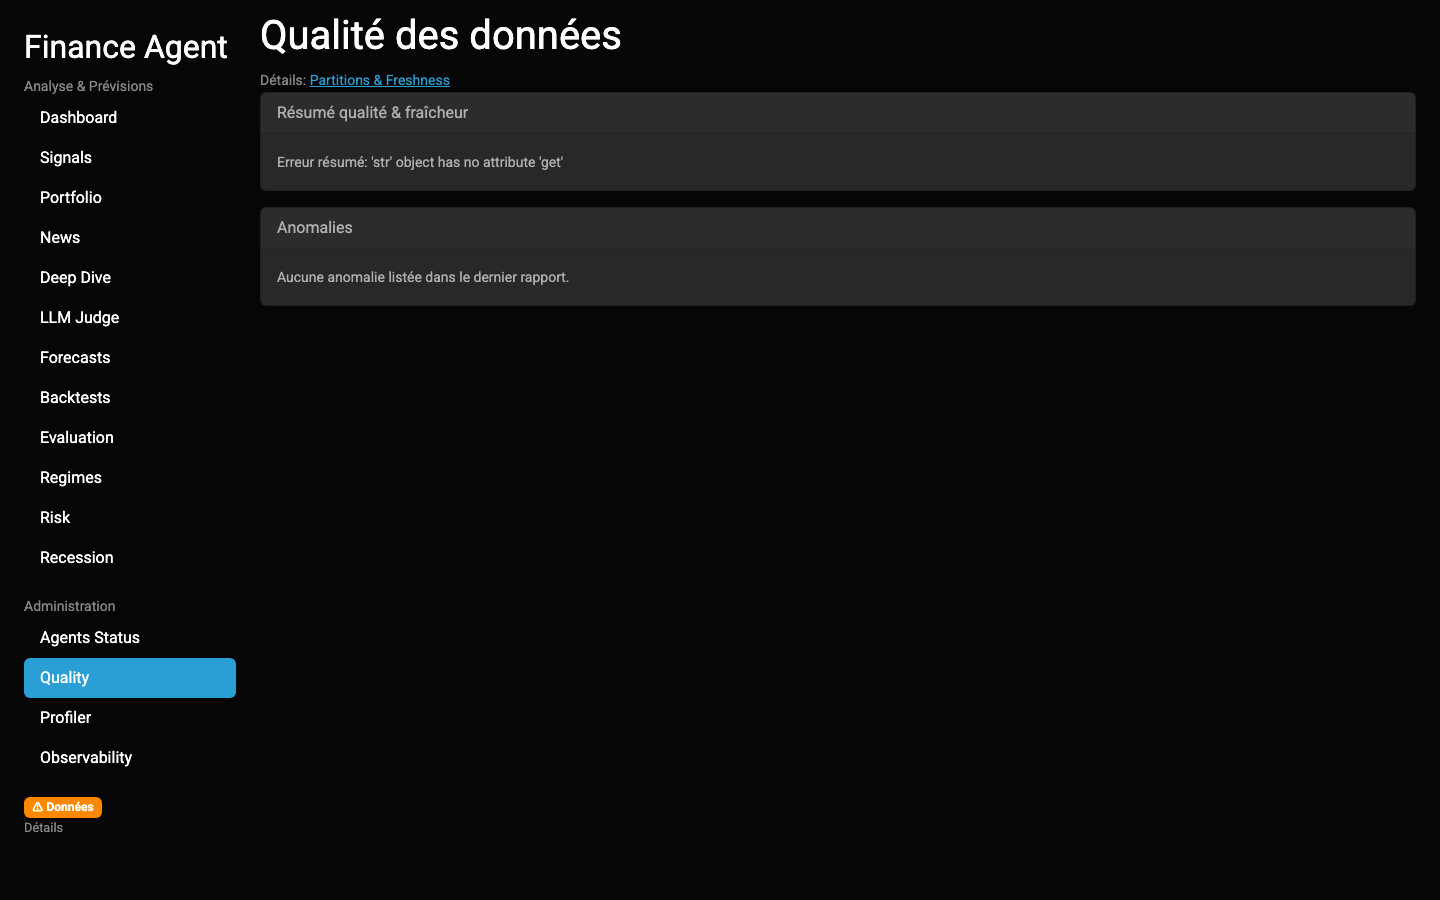 Finance Agent
Analyse & Prévisions
Dashboard
Signals
Portfolio
News
Deep Dive
LLM Judge
Forecasts
Backtests
Evaluation
Regimes
Risk
Recession
Administration
Agents Status
Quality
Profiler
Observability
⚠ Données
Détails
Qualité des données
Détails: Partitions & Freshness
Résumé qualité & fraîcheur
Erreur résumé: 'str' object has no attribute 'get'
Anomalies
Aucune anomalie listée dans le dernier rapport.